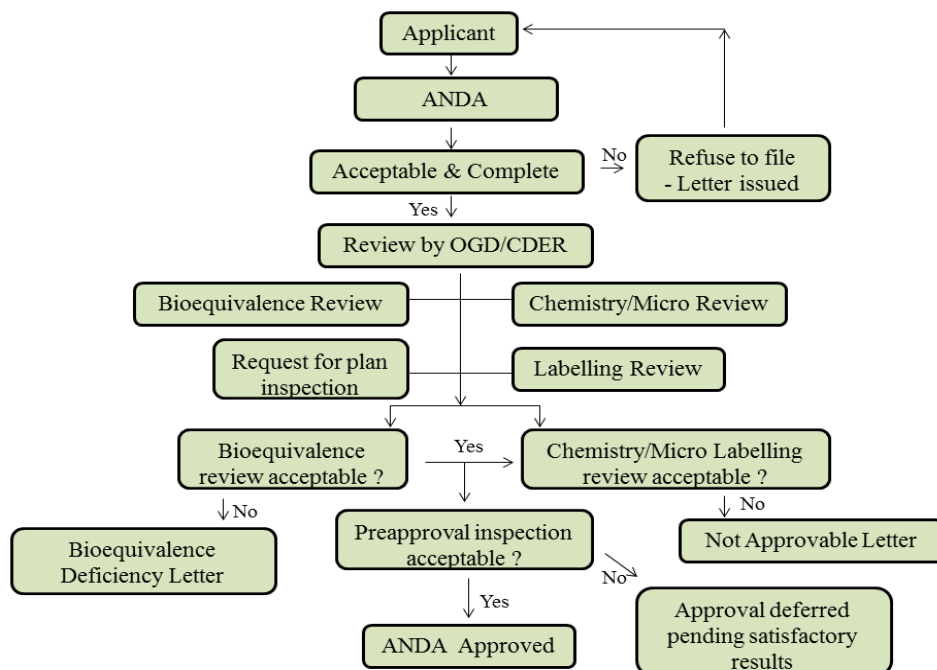 Applicant
ANDA
Acceptable & Complete
No
Refuse to file
- Letter issued
Yes
Review by OGD/CDER
Bioequivalence Review
Chemistry/Micro Review
Request for plan
inspection
Labelling Review
Bioequivalence
review acceptable ?
Yes
Chemistry/Micro Labelling
review acceptable ?
No
Bioequivalence
Deficiency Letter
Preapproval inspection
acceptable ?
No
Not Approvable Letter
Yes
ANDA Approved
No
Approval deferred
pending satisfactory
results